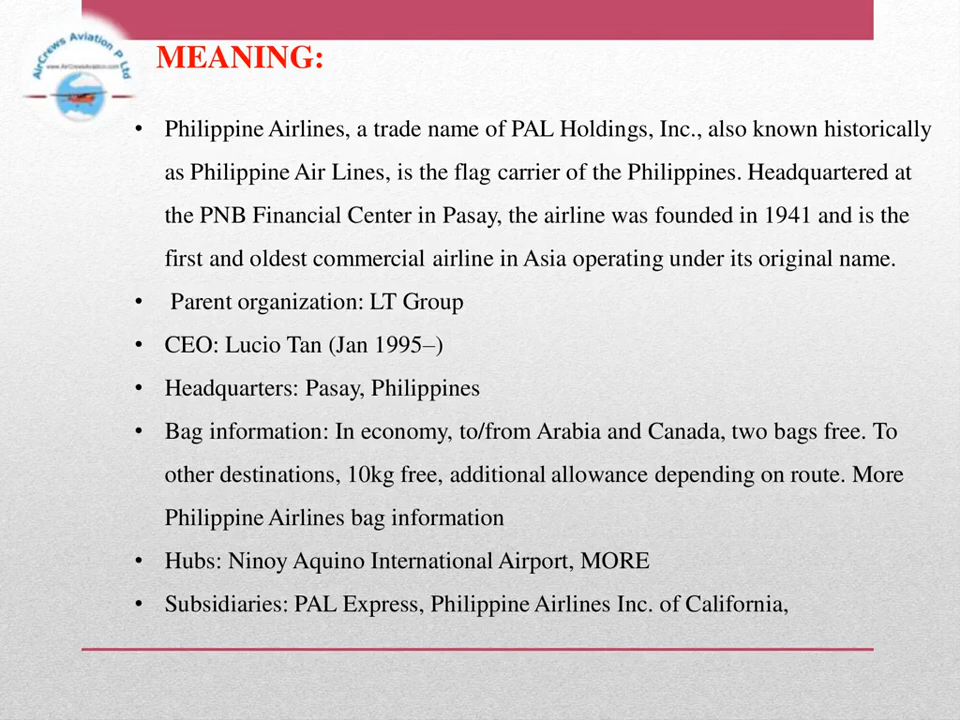 AirCrews Aviation P Ltd
www.AirCrewsAviation.com
MEANING:
• Philippine Airlines, a trade name of PAL Holdings, Inc., also known historically
as Philippine Air Lines, is the flag carrier of the Philippines. Headquartered at
the PNB Financial Center in Pasay, the airline was founded in 1941 and is the
first and oldest commercial airline in Asia operating under its original name.
• Parent organization: LT Group
• CEO: Lucio Tan (Jan 1995–)
• Headquarters: Pasay, Philippines
• Bag information: In economy, to/from Arabia and Canada, two bags free. To
other destinations, 10kg free, additional allowance depending on route. More
Philippine Airlines bag information
• Hubs: Ninoy Aquino International Airport, MORE
• Subsidiaries: PAL Express, Philippine Airlines Inc. of California,